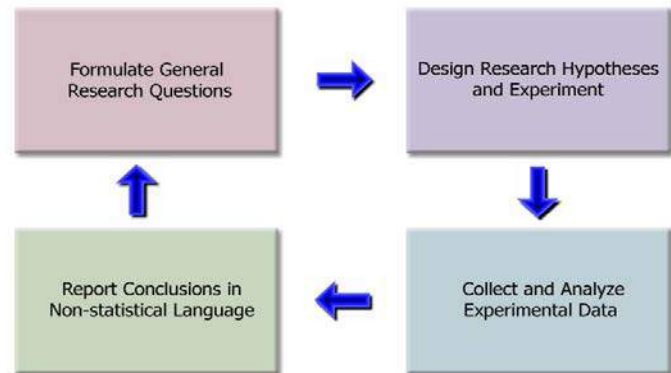 Formulate General
Research Questions
Design Research Hypotheses
and Experiment
Collect and Analyze
Experimental Data
Report Conclusions in
Non-statistical Language